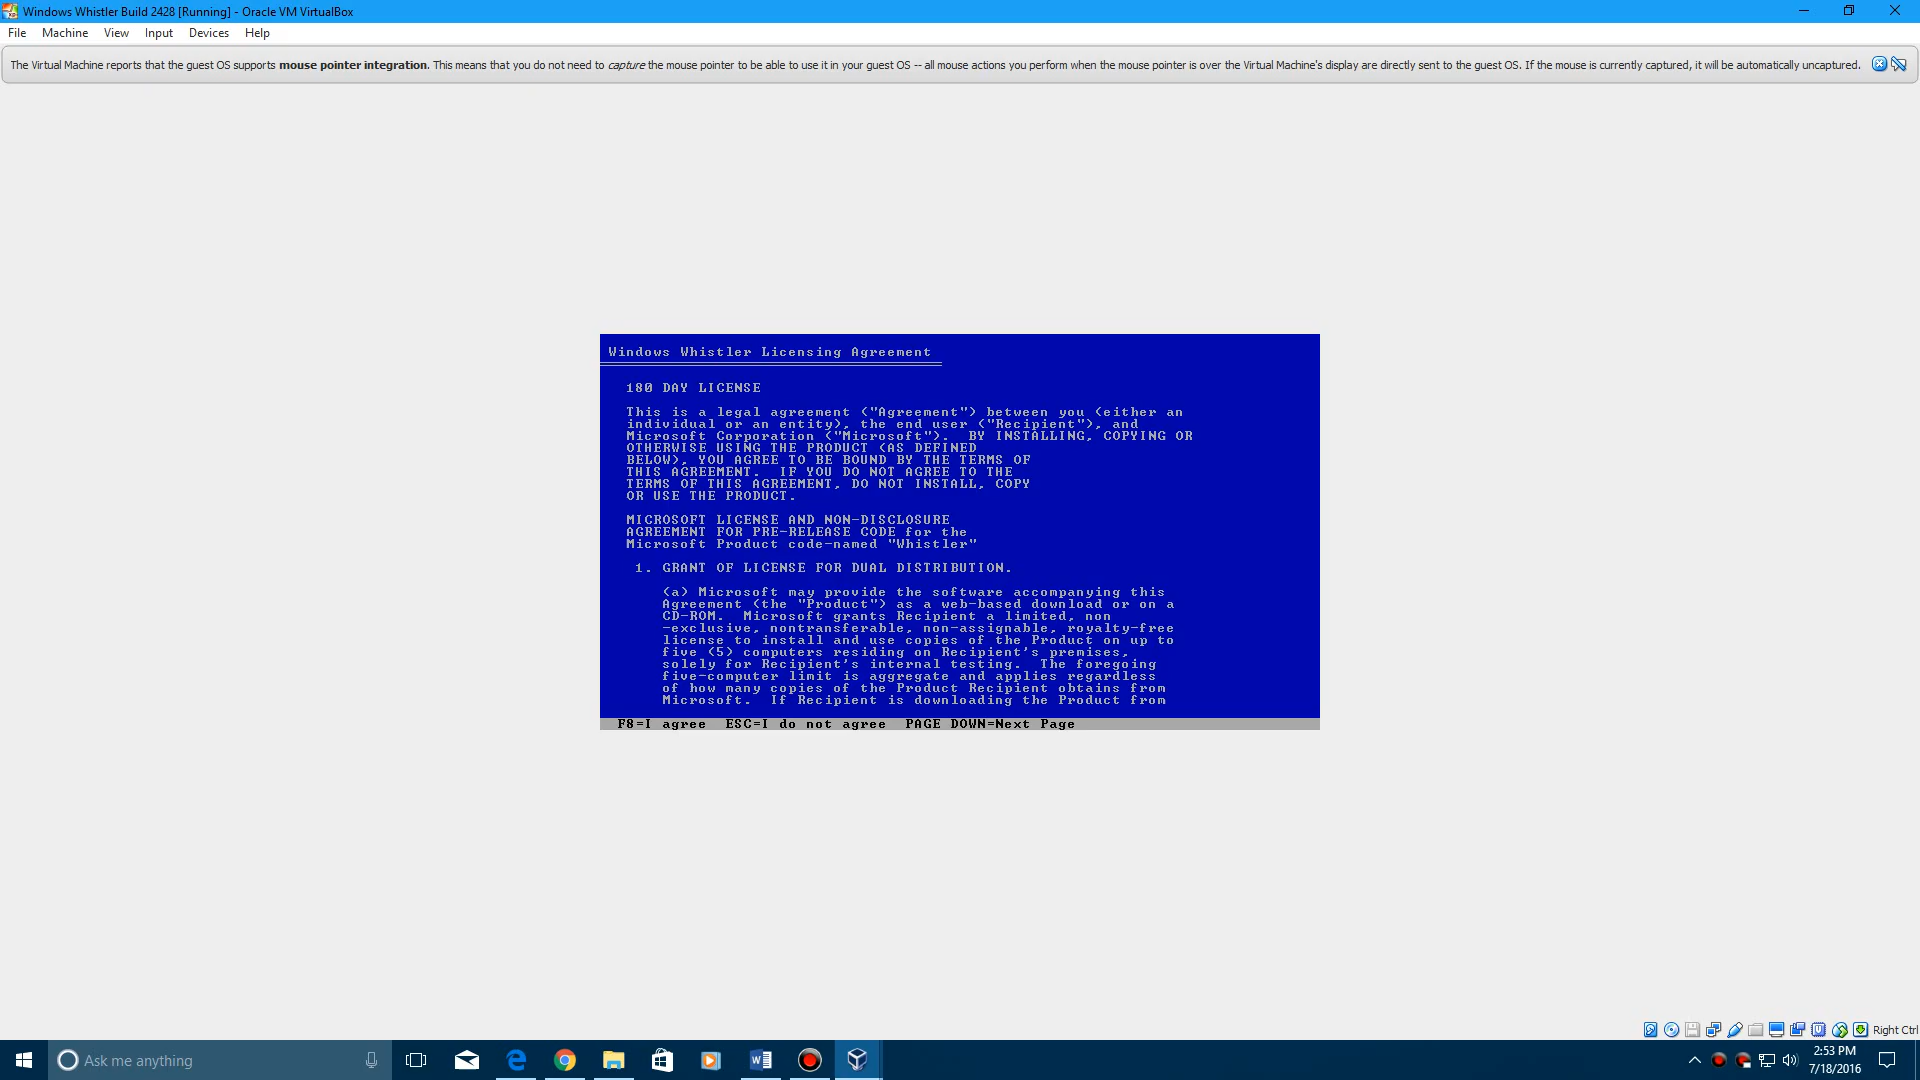 Windows Whistler Build 2428 [Running] - Oracle VM VirtualBox
File Machine View Input Devices Help
The Virtual Machine reports that the guest OS supports mouse pointer integration. This means that you do not need to capture the mouse pointer to be able to use it in your guest OS -- all mouse actions you perform when the mouse pointer is over the Virtual Machine's display are directly sent to the guest OS. If the mouse is currently captured, it will be automatically uncaptured.
Windows Whistler Licensing Agreement
180 DAY LICENSE
This is a legal agreement ("Agreement") between you (either an
individual or an entity), the end user ("Recipient"), and
Microsoft Corporation ("Microsoft"). BY INSTALLING, COPYING OR
OTHERWISE USING THE PRODUCT (AS DEFINED
BELOW), YOU AGREE TO BE BOUND BY THE TERMS OF
THIS AGREEMENT. IF YOU DO NOT AGREE TO THE
TERMS OF THIS AGREEMENT, DO NOT INSTALL, COPY
OR USE THE PRODUCT.
MICROSOFT LICENSE AND NON-DISCLOSURE
AGREEMENT FOR PRE-RELEASE CODE for the
Microsoft Product code-named "Whistler"
1. GRANT OF LICENSE FOR DUAL DISTRIBUTION.
(a) Microsoft may provide the software accompanying this
Agreement (the "Product") as a web-based download or on a
CD-ROM. Microsoft grants Recipient a limited, non
-exclusive, nontransferable, non-assignable, royalty-free
license to install and use copies of the Product on up to
five (5) computers residing on Recipient's premises,
solely for Recipient's internal testing. The foregoing
five-computer limit is aggregate and applies regardless
of how many copies of the Product Recipient obtains from
Microsoft. If Recipient is downloading the Product from
F8=I agree ESC=I do not agree PAGE DOWN=Next Page
Right Ctrl
Ask me anything
2:53 PM
7/18/2016